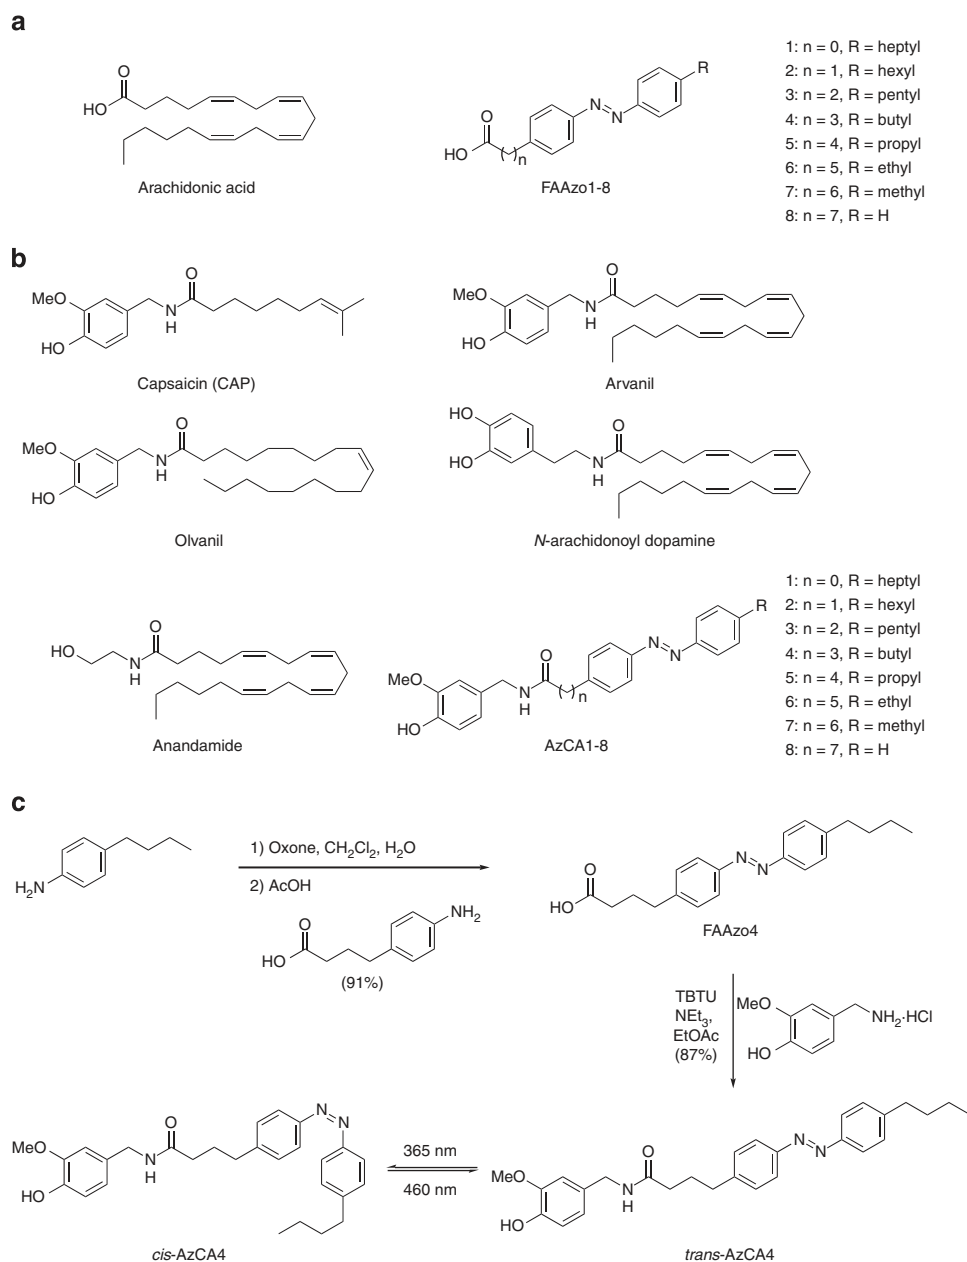 a
O
HO
Arachidonic acid
O
HO
( )n
N
N
R
FAAzo1-8
1: n = 0, R = heptyl
2: n = 1, R = hexyl
3: n = 2, R = pentyl
4: n = 3, R = butyl
5: n = 4, R = propyl
6: n = 5, R = ethyl
7: n = 6, R = methyl
8: n = 7, R = H
b
MeO
HO
N
H
O
Capsaicin (CAP)
MeO
HO
N
H
O
Arvanil
MeO
HO
N
H
O
Olvanil
HO
HO
N
H
O
N-arachidonoyl dopamine
HO
N
H
O
Anandamide
MeO
HO
N
H
O
( )n
N
N
R
AzCA1-8
1: n = 0, R = heptyl
2: n = 1, R = hexyl
3: n = 2, R = pentyl
4: n = 3, R = butyl
5: n = 4, R = propyl
6: n = 5, R = ethyl
7: n = 6, R = methyl
8: n = 7, R = H
c
H2N
1) Oxone, CH2Cl2, H2O
2) AcOH
O
HO
NH2
(91%)
O
HO
N
N
FAAzo4
TBTU
NEt3,
EtOAc
(87%)
MeO
HO
NH2·HCl
MeO
HO
N
H
O
N
N
cis-AzCA4
365 nm
460 nm
MeO
HO
N
H
O
N
N
trans-AzCA4